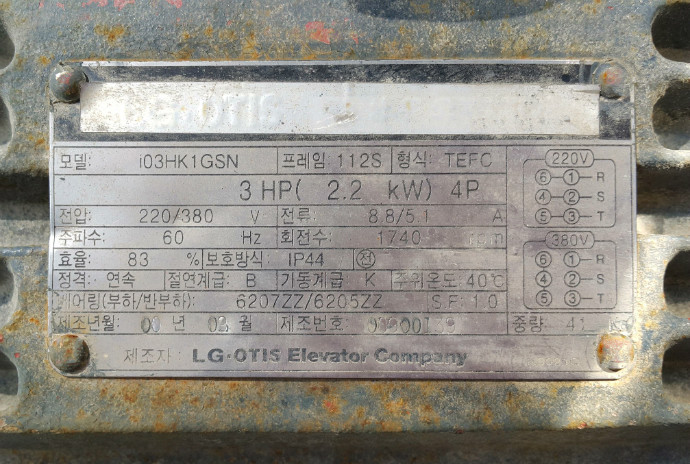 LG·OTIS
모델: i03HK1GSN 프레임 112S 형식: TEFC
3 HP( 2.2 kW) 4P
전압: 220/380 V 전류: 8.8/5.1 A
주파수: 60 Hz 회전수: 1740 r.p.m
효율: 83 % 보호방식: IP44 전
정격: 연속 절연계급: B 기동계급 K 주위온도: 40℃
베어링(부하/반부하): 6207ZZ/6205ZZ S.F: 1.0
제조년월: 년 월 제조번호: 중량: 41
제조자: LG·OTIS Elevator Company
220V
⑥ ① R
④ ② S
⑤ ③ T
380V
⑥ ① R
④ ② S
⑤ ③ T